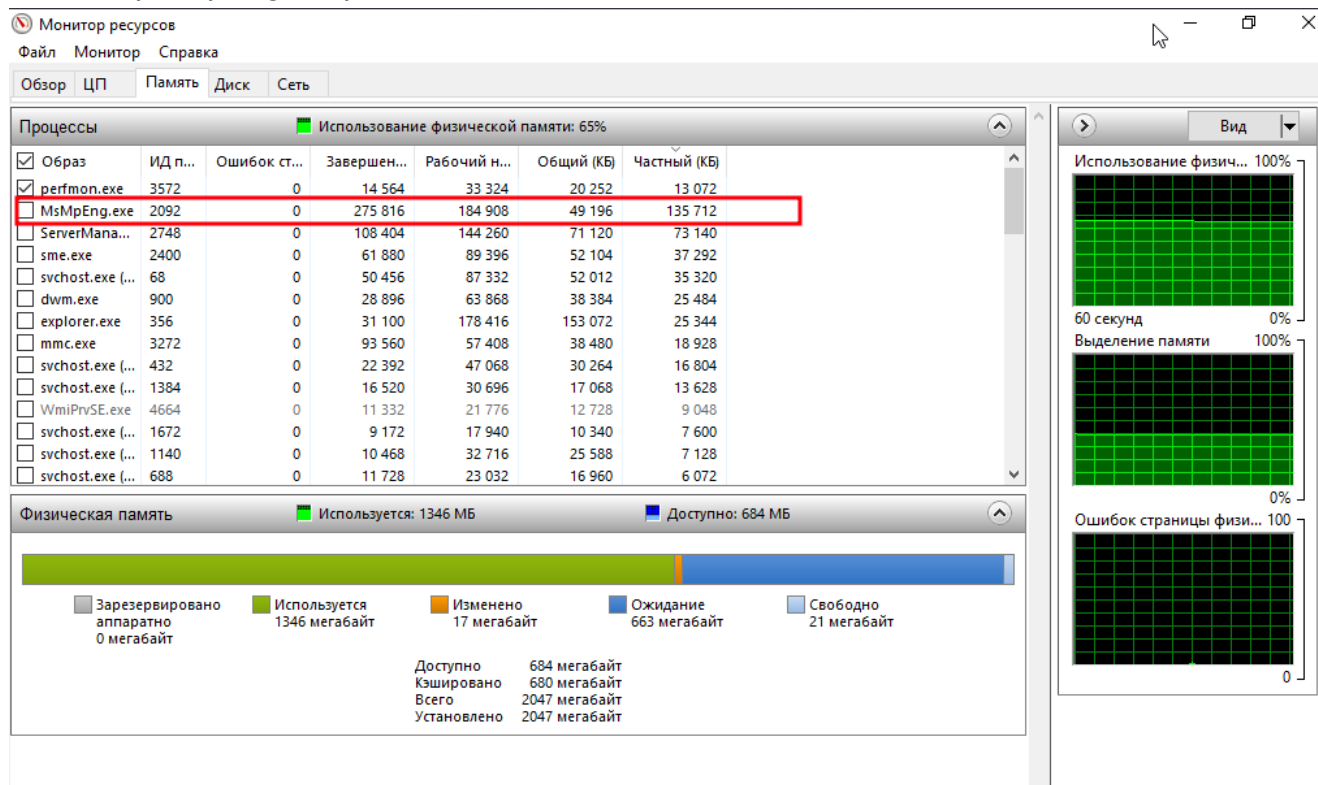 Монитор ресурсов
Файл Монитор Справка
Обзор ЦП Память Диск Сеть
Процессы Использование физической памяти: 65%
Образ ИД п... Ошибок ст... Завершен... Рабочий н... Общий (КБ) Частный (КБ)
perfmon.exe 3572 0 14 564 33 324 20 252 13 072
MsMpEng.exe 2092 0 275 816 184 908 49 196 135 712
ServerMana... 2748 0 108 404 144 260 71 120 73 140
sme.exe 2400 0 61 880 89 396 52 104 37 292
svchost.exe (... 68 0 50 456 87 332 52 012 35 320
dwm.exe 900 0 28 896 63 868 38 384 25 484
explorer.exe 356 0 31 100 178 416 153 072 25 344
mmc.exe 3272 0 93 560 57 408 38 480 18 928
svchost.exe (... 432 0 22 392 47 068 30 264 16 804
svchost.exe (... 1384 0 16 520 30 696 17 068 13 628
WmiPrvSE.exe 4664 0 11 332 21 776 12 728 9 048
svchost.exe (... 1672 0 9 172 17 940 10 340 7 600
svchost.exe (... 1140 0 10 468 32 716 25 588 7 128
svchost.exe (... 688 0 11 728 23 032 16 960 6 072
Физическая память Используется: 1346 МБ Доступно: 684 МБ
Зарезервировано Используется Изменено Ожидание Свободно
аппаратно 1346 мегабайт 17 мегабайт 663 мегабайт 21 мегабайт
0 мегабайт
Доступно 684 мегабайт
Кэшировано 680 мегабайт
Всего 2047 мегабайт
Установлено 2047 мегабайт
Вид
Использование физич... 100%
60 секунд 0%
Выделение памяти 100%
0%
Ошибок страницы физи... 100
0